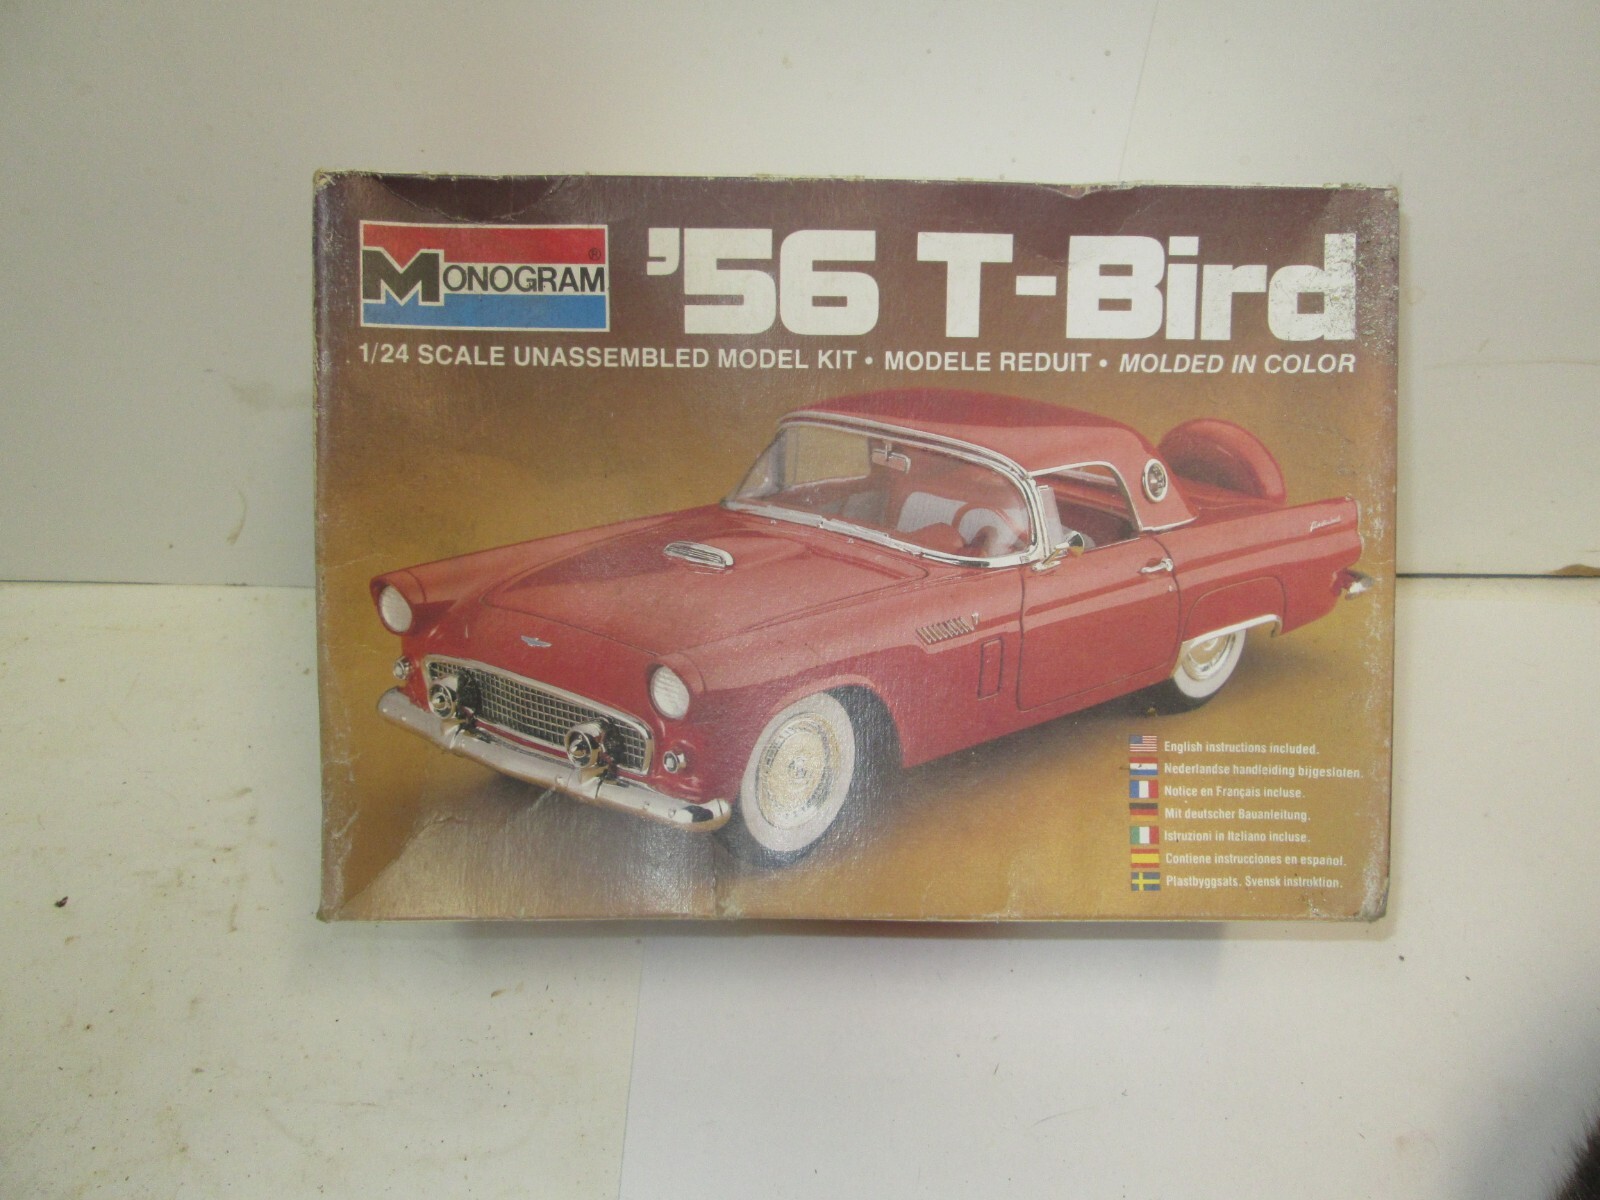 MONOGRAM®
'56 T-Bird
1/24 SCALE UNASSEMBLED MODEL KIT • MODELE REDUIT • MOLDED IN COLOR
English instructions included.
Nederlandse handleiding bijgesloten.
Notice en Français incluse.
Mit deutscher Bauanleitung.
Istruzioni in Italiano incluse.
Contiene instrucciones en español.
Plastbyggsats. Svensk instruktion.